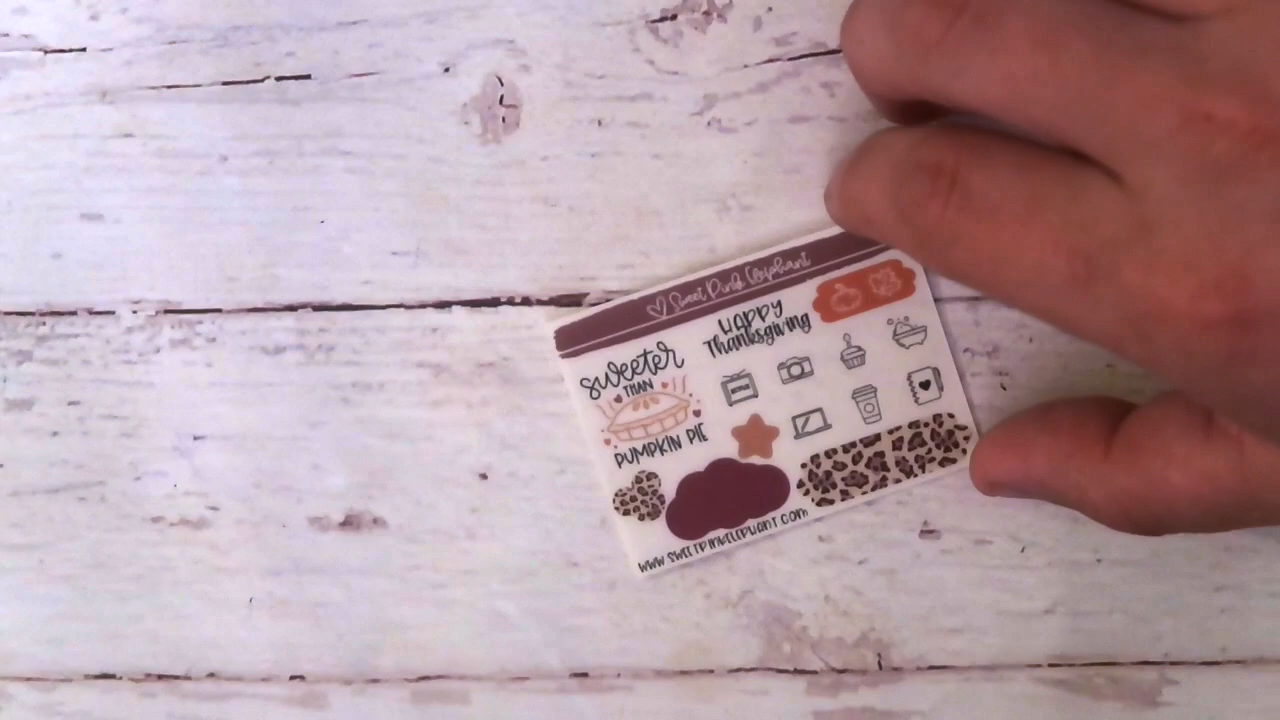 Sweet Pink Elephant
HAPPY
Thanksgiving
sweeter
THAN
PUMPKIN PIE
www.sweetpinkelephant.com